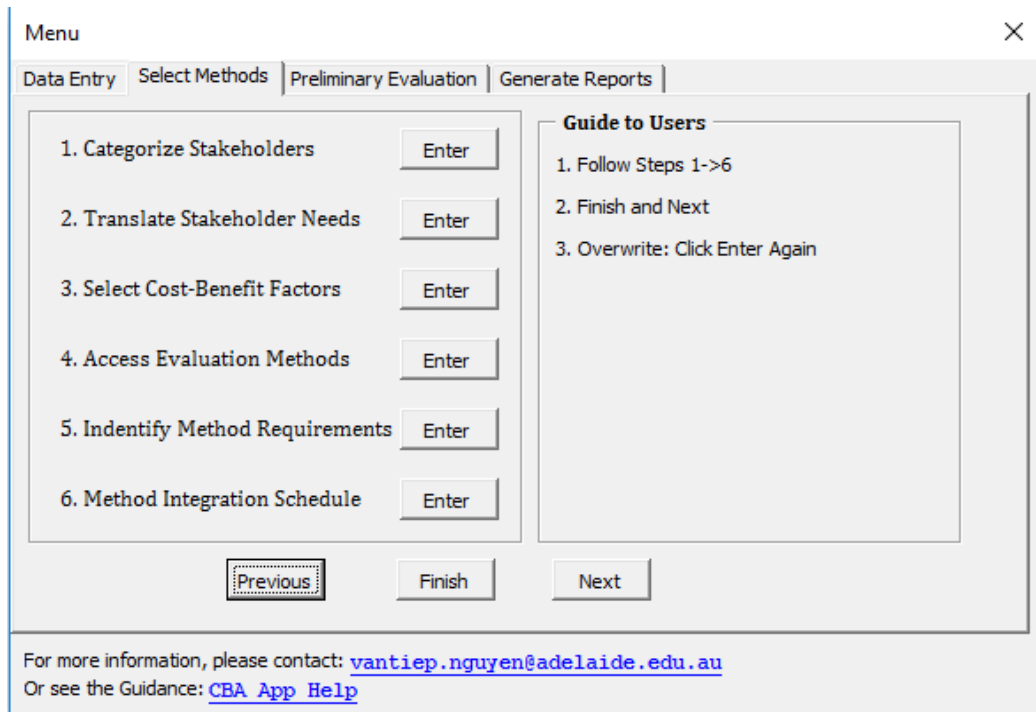 Menu
Data Entry Select Methods Preliminary Evaluation Generate Reports
1. Categorize Stakeholders Enter
2. Translate Stakeholder Needs Enter
3. Select Cost-Benefit Factors Enter
4. Access Evaluation Methods Enter
5. Indentify Method Requirements Enter
6. Method Integration Schedule Enter
Guide to Users
1. Follow Steps 1->6
2. Finish and Next
3. Overwrite: Click Enter Again
Previous Finish Next
For more information, please contact: vantiep.nguyen@adelaide.edu.au
Or see the Guidance: CBA App Help